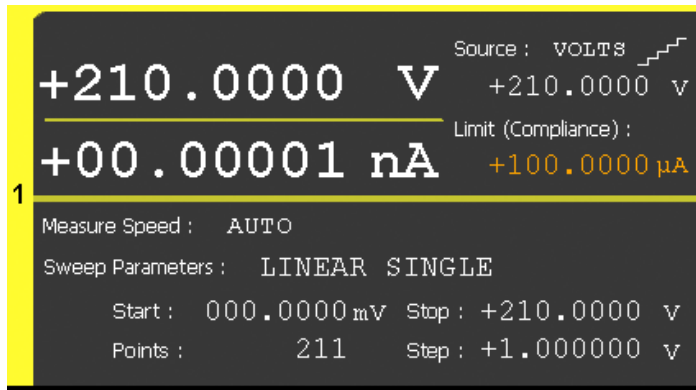 Source : VOLTS
+210.0000 V
+210.0000 V
Limit (Compliance) :
+00.00001 nA
+100.0000 µA
1
Measure Speed : AUTO
Sweep Parameters : LINEAR SINGLE
Start : 000.0000 mV Stop : +210.0000 V
Points : 211 Step : +1.000000 V